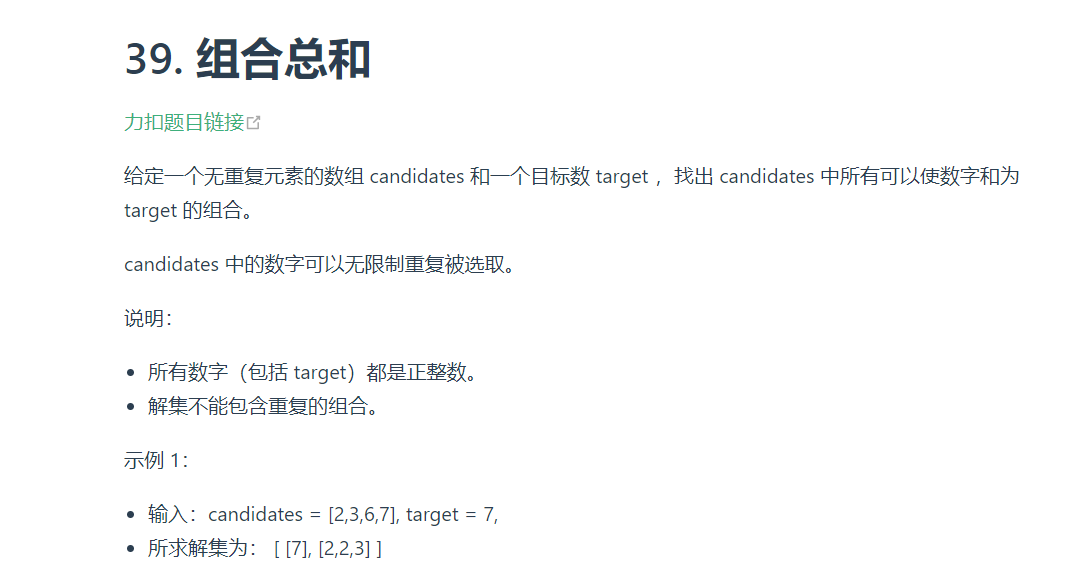 39. 组合总和
力扣题目链接
给定一个无重复元素的数组 candidates 和一个目标数 target ，找出 candidates 中所有可以使数字和为
target 的组合。
candidates 中的数字可以无限制重复被选取。
说明：
• 所有数字（包括 target）都是正整数。
• 解集不能包含重复的组合。
示例 1：
• 输入：candidates = [2,3,6,7], target = 7,
• 所求解集为： [ [7], [2,2,3] ]